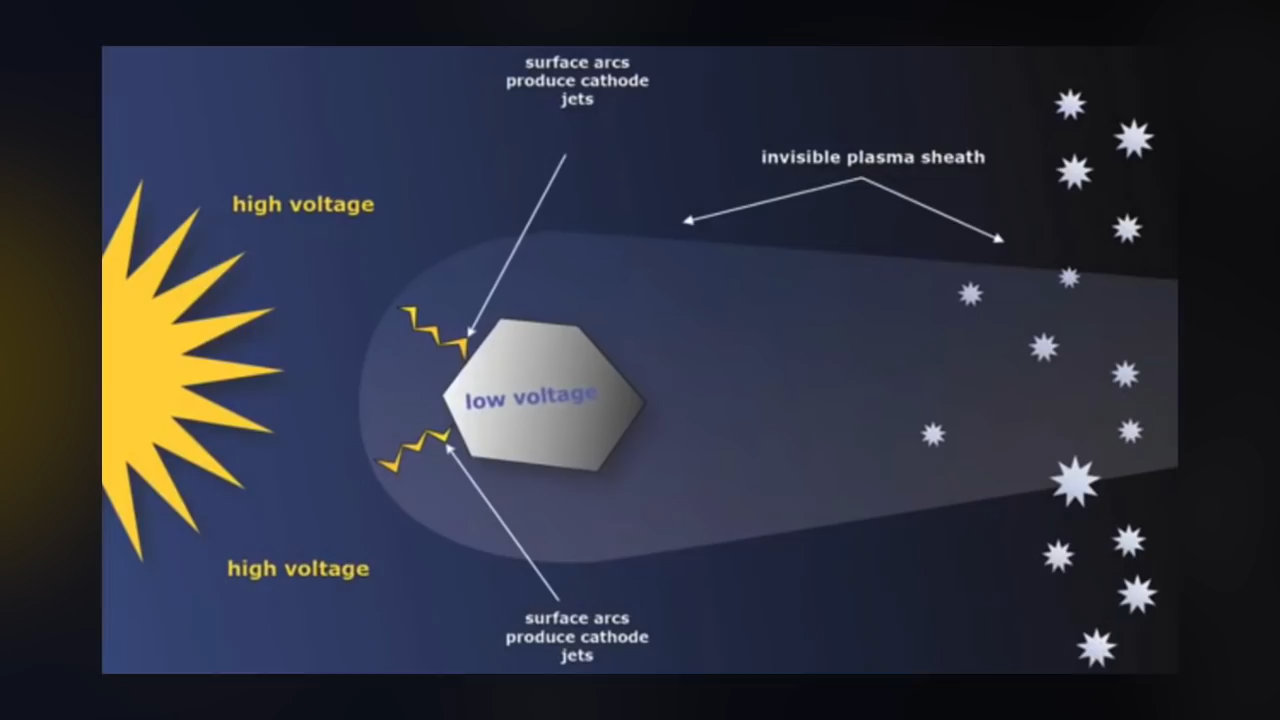 surface arcs
produce cathode
jets
invisible plasma sheath
high voltage
low voltage
high voltage
surface arcs
produce cathode
jets